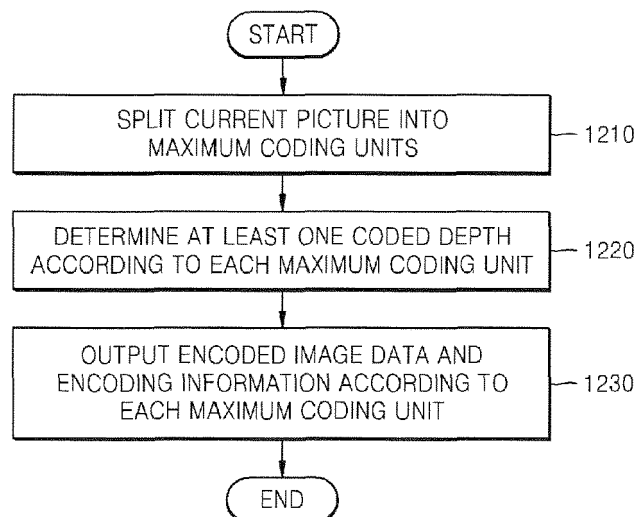 START
SPLIT CURRENT PICTURE INTO
MAXIMUM CODING UNITS
1210
DETERMINE AT LEAST ONE CODED DEPTH
ACCORDING TO EACH MAXIMUM CODING UNIT
1220
OUTPUT ENCODED IMAGE DATA AND
ENCODING INFORMATION ACCORDING TO
EACH MAXIMUM CODING UNIT
1230
END